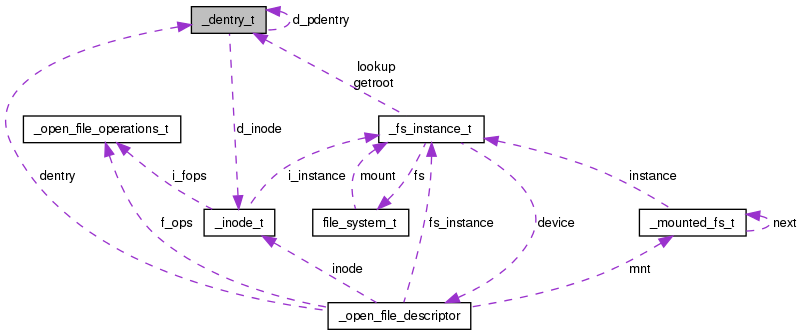 _dentry_t
d_pdentry
lookup
getroot
_open_file_operations_t
d_inode
_fs_instance_t
dentry
i_fops
i_instance
mount
fs
instance
f_ops
_inode_t
file_system_t
fs_instance
device
_mounted_fs_t
next
inode
mnt
_open_file_descriptor